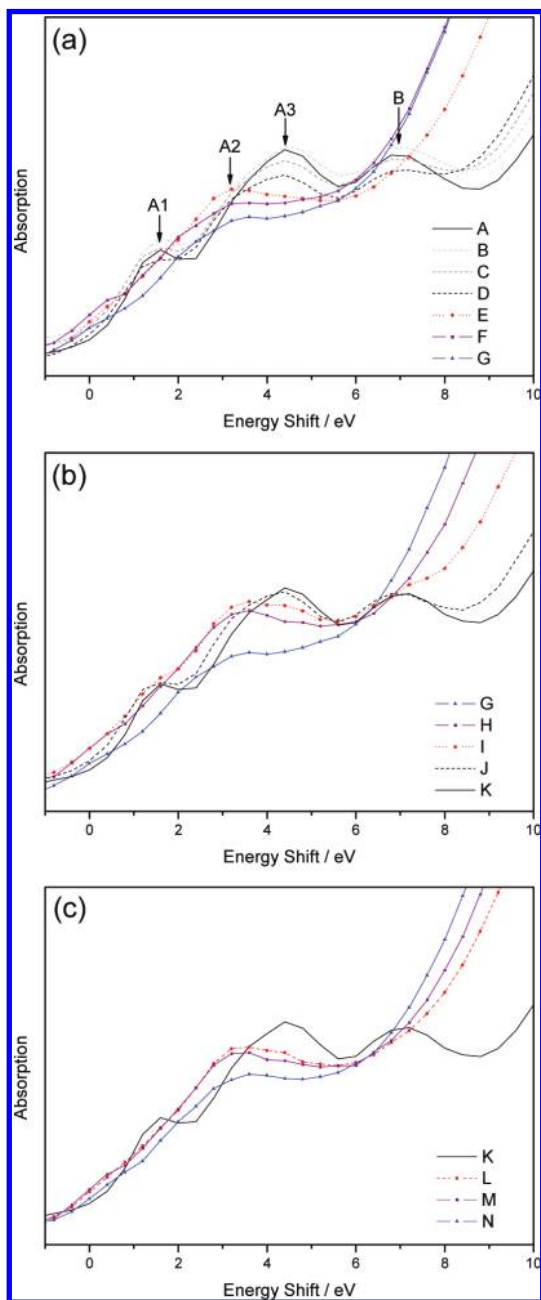 (a)
A1
A2
A3
B
A
B
C
D
E
F
G
Absorption
0 2 4 6 8 10
Energy Shift / eV
(b)
G
H
I
J
K
Absorption
0 2 4 6 8 10
Energy Shift / eV
(c)
K
L
M
N
Absorption
0 2 4 6 8 10
Energy Shift / eV